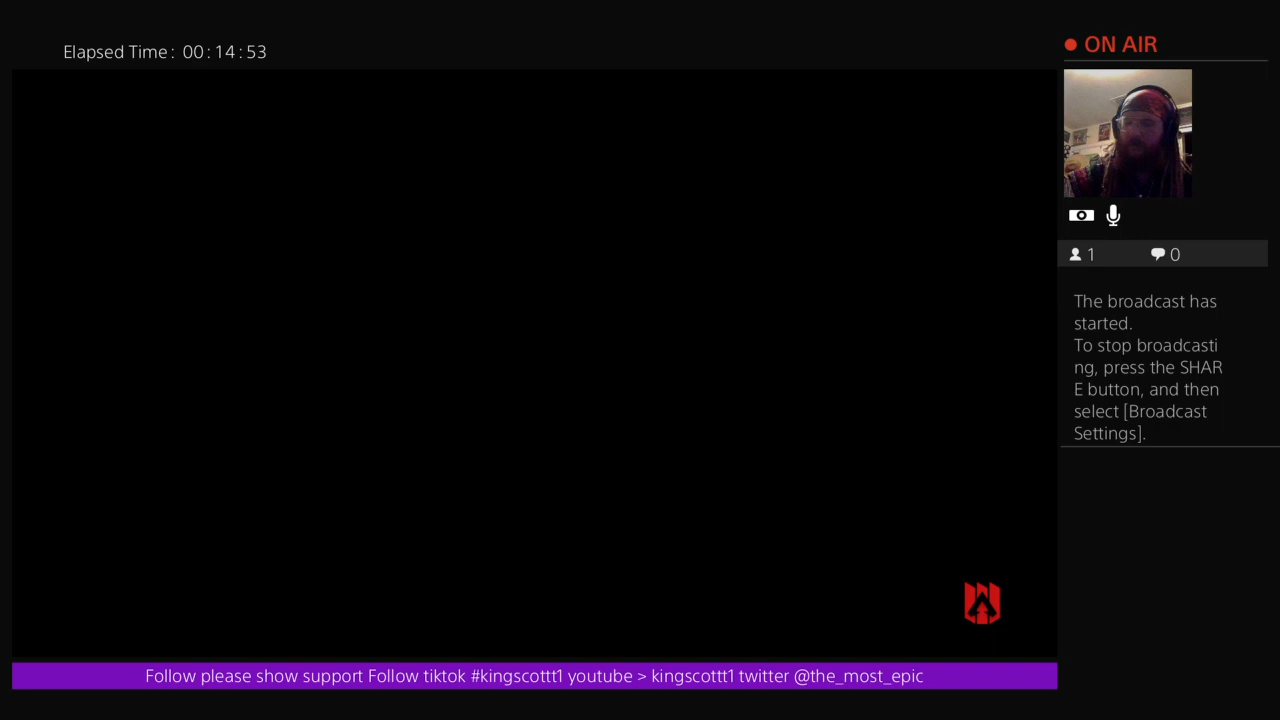 Elapsed Time: 00:14:53
ON AIR
1 0
The broadcast has
started.
To stop broadcasti
ng, press the SHAR
E button, and then
select [Broadcast
Settings].
Follow please show support Follow tiktok #kingscottt1 youtube > kingscottt1 twitter @the_most_epic